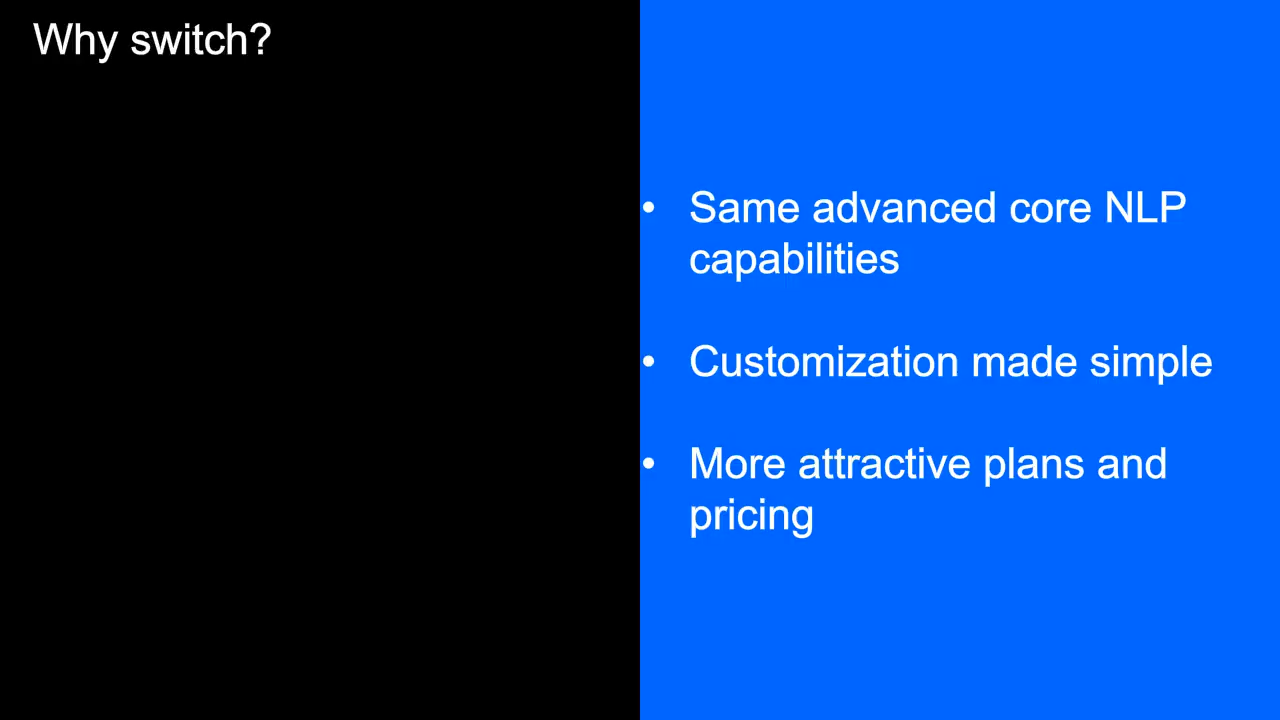 Why switch?
• Same advanced core NLP
capabilities
• Customization made simple
• More attractive plans and
pricing